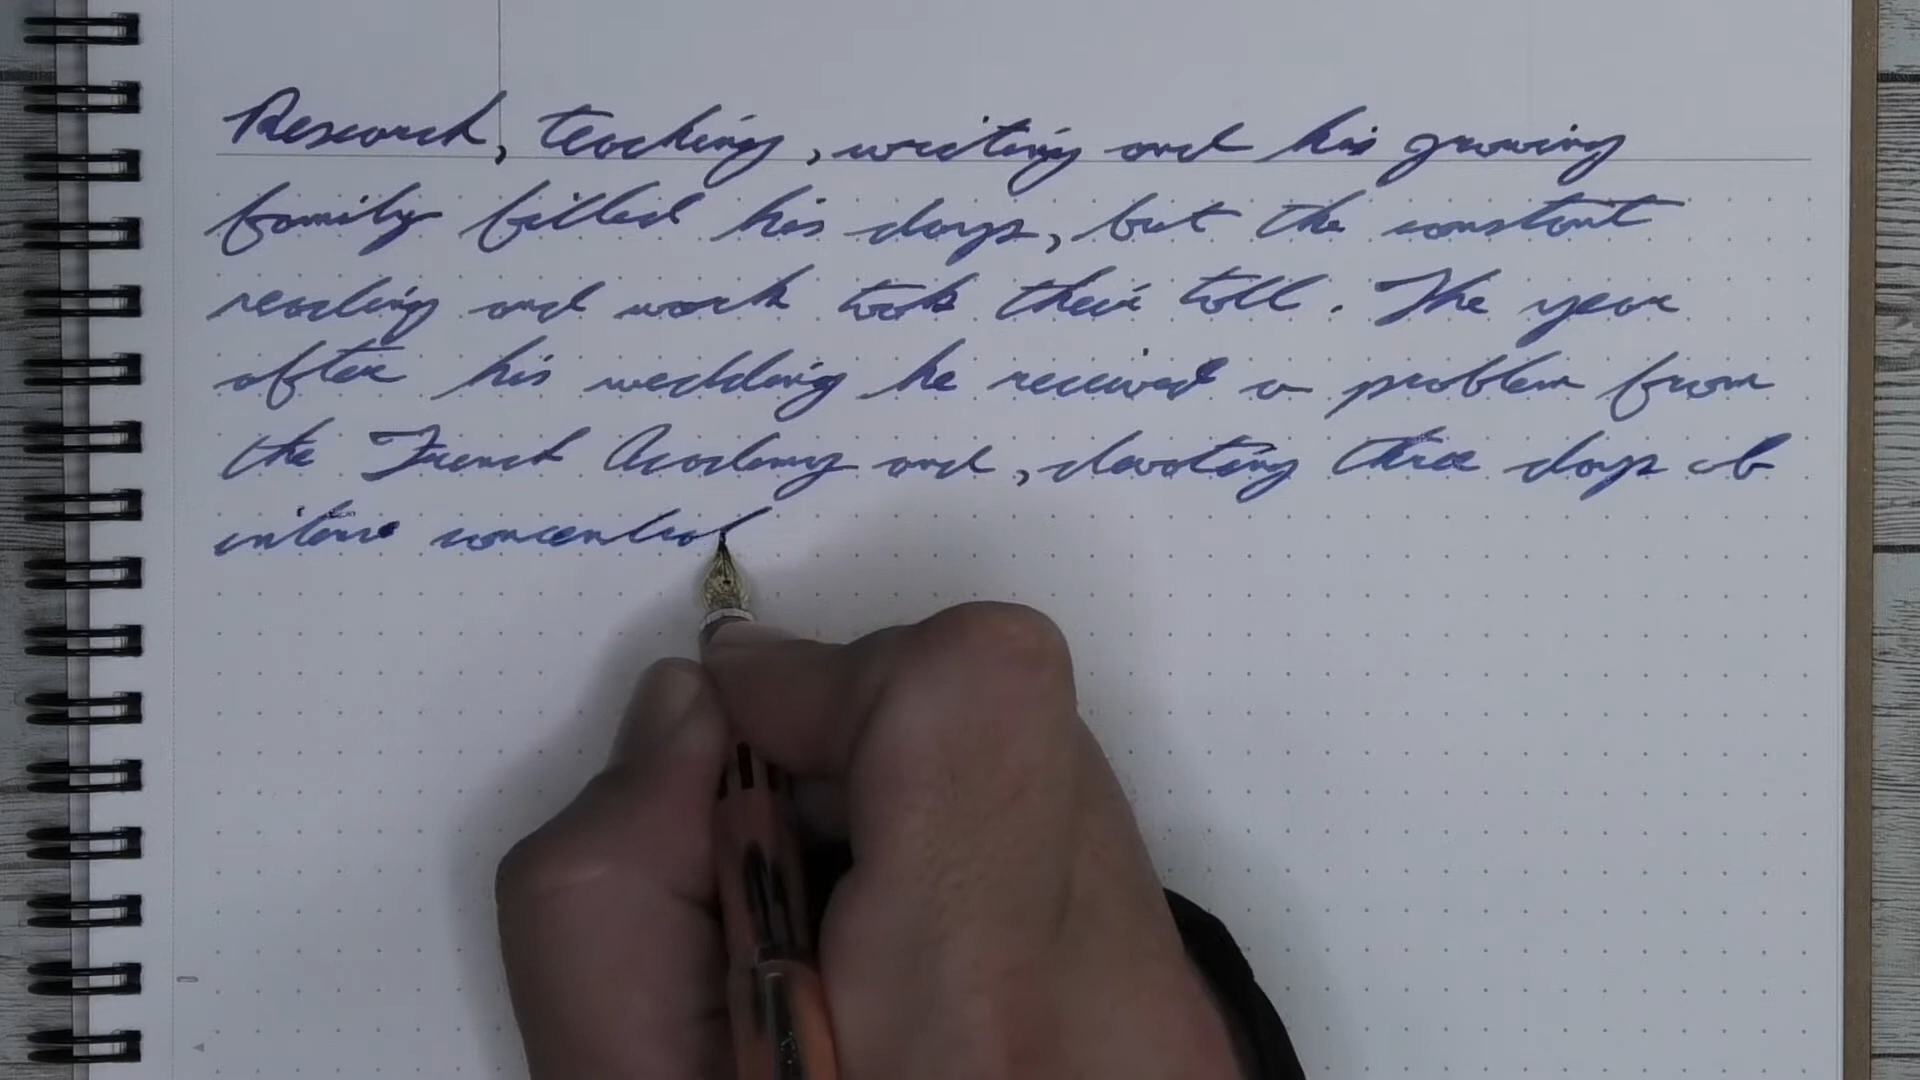 Research, teaching, writing and his growing
family filled his days, but the constant
reading and work took their toll. The year
after his wedding he received a problem from
the French Academy and, devoting three days of
intense concentrat